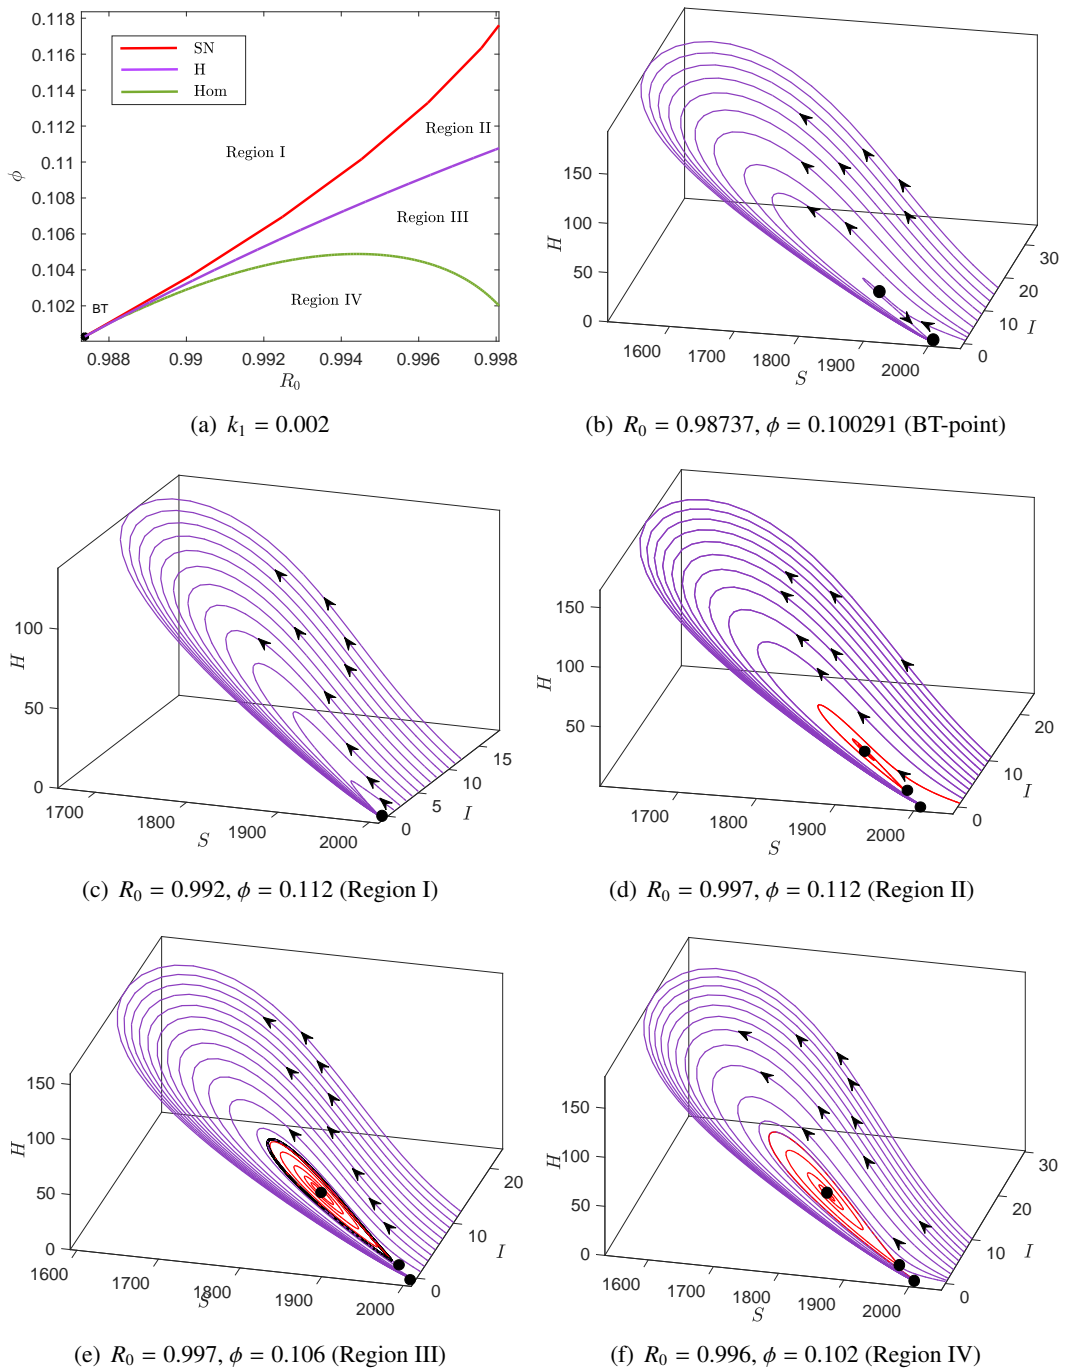 0.118
0.116
0.114
0.112
0.11
0.108
0.106
0.104
0.102
ϕ
SN
H
Hom
Region I
Region II
Region III
Region IV
BT
0.988 0.99 0.992 0.994 0.996 0.998
R0
(a) k1 = 0.002
150
100
50
0
H
1600 1700 1800 1900 2000
S
0 10 20 30
I
(b) R0 = 0.98737, ϕ = 0.100291 (BT-point)
100
50
0
H
1700 1800 1900 2000
S
0 5 10 15
I
(c) R0 = 0.992, ϕ = 0.112 (Region I)
150
100
50
H
1600 1700 1800 1900 2000
S
0 10 20
I
(d) R0 = 0.997, ϕ = 0.112 (Region II)
150
100
50
0
H
1600 1700 1800 1900 2000
S
0 10 20
I
(e) R0 = 0.997, ϕ = 0.106 (Region III)
150
100
50
0
H
1600 1700 1800 1900 2000
S
0 10 20 30
I
(f) R0 = 0.996, ϕ = 0.102 (Region IV)